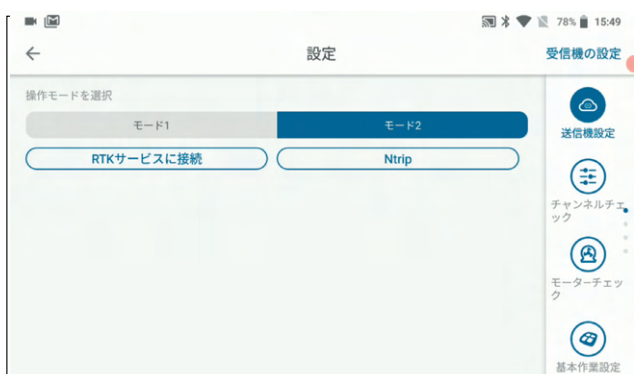 78% 15:49
設定
受信機の設定
操作モードを選択
モード1
モード2
RTKサービスに接続
Ntrip
送信機設定
チャンネルチェ
ック
モーターチェッ
ク
基本作業設定